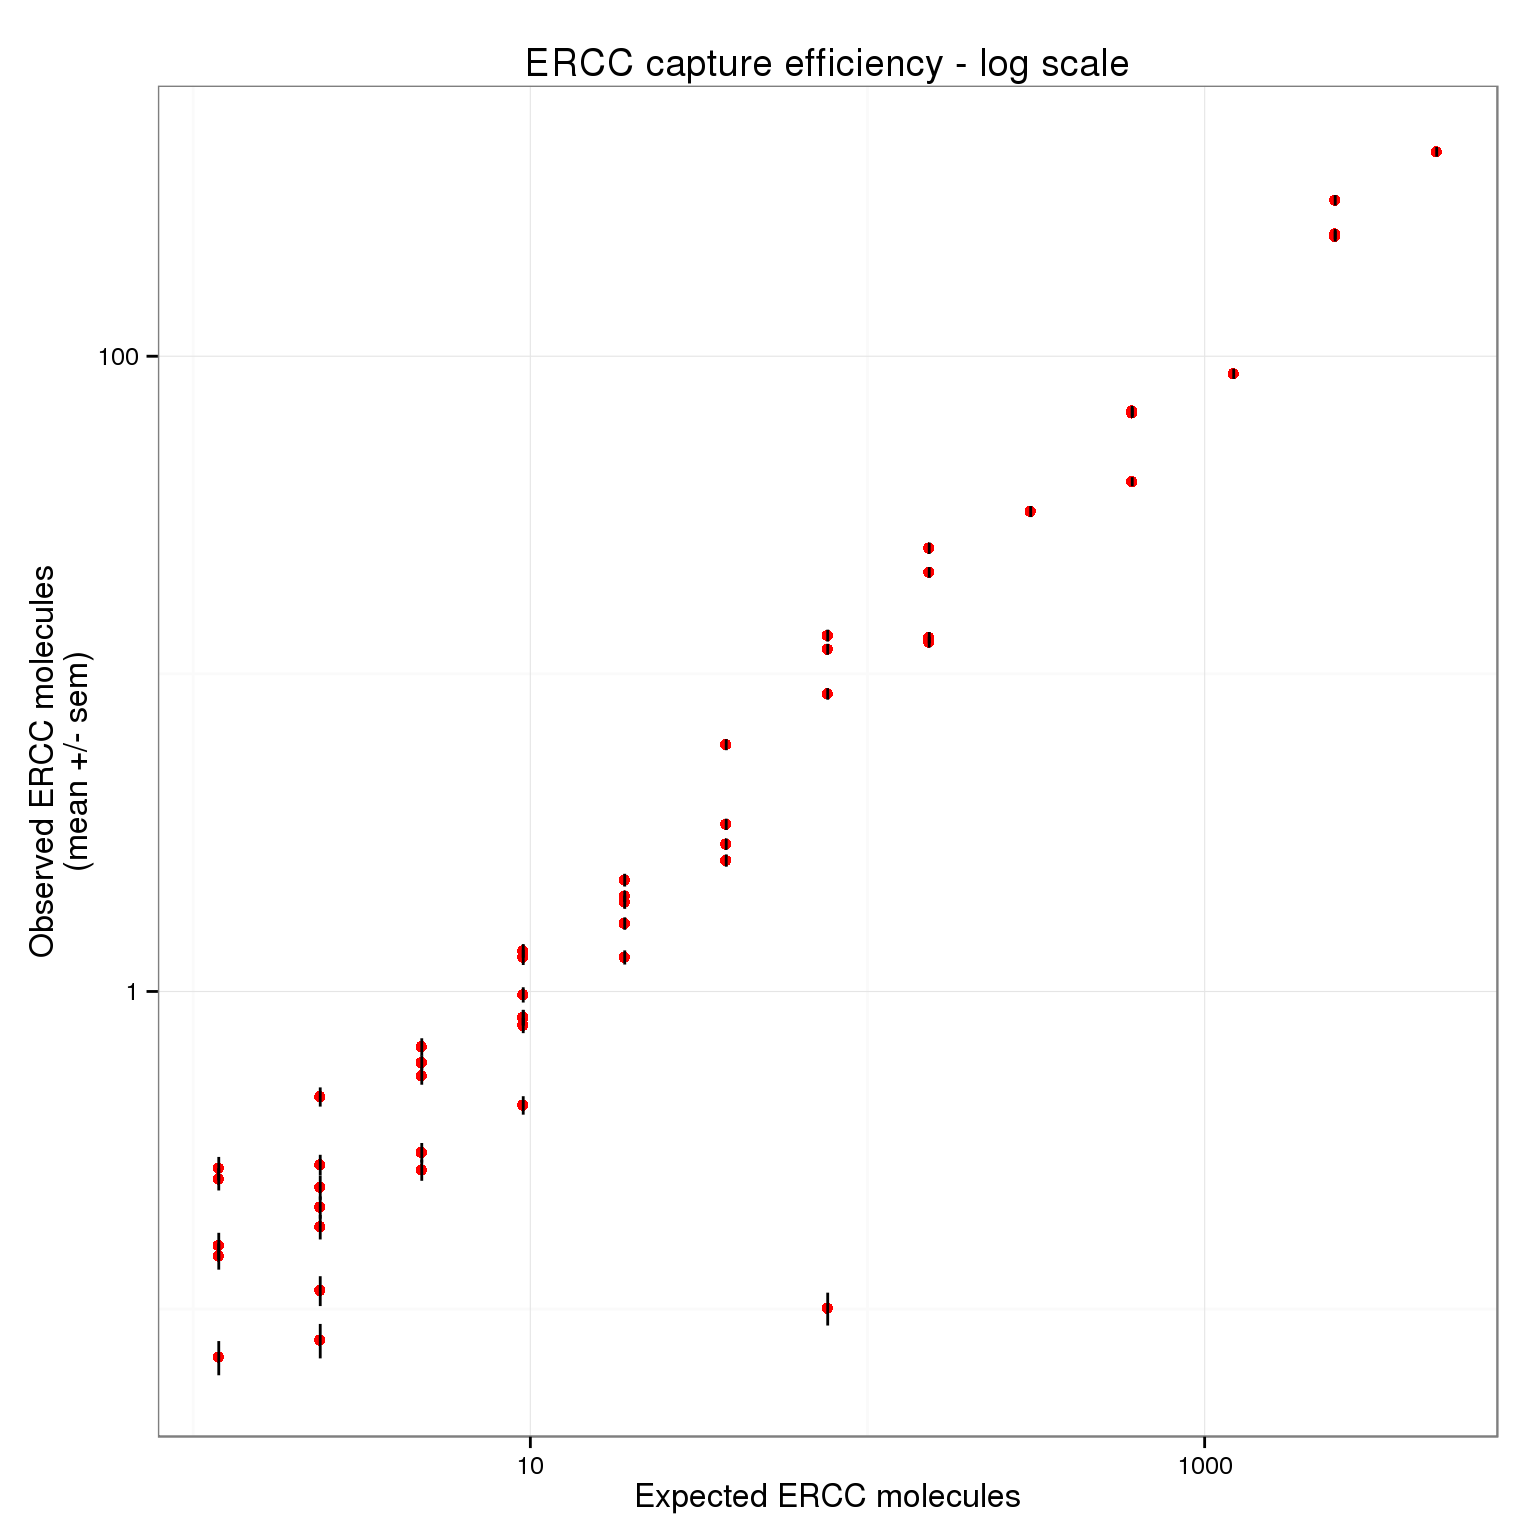 ERCC capture efficiency - log scale
Observed ERCC molecules
(mean +/- sem)
100
1
10
1000
Expected ERCC molecules